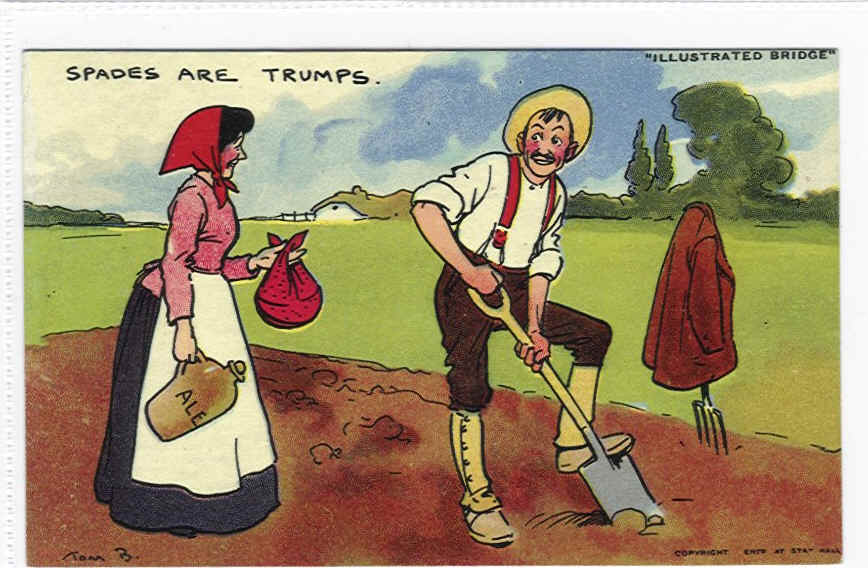 "ILLUSTRATED BRIDGE"
SPADES ARE TRUMPS.
ALE
Tom B.
COPYRIGHT ENTD AT STAT HALL